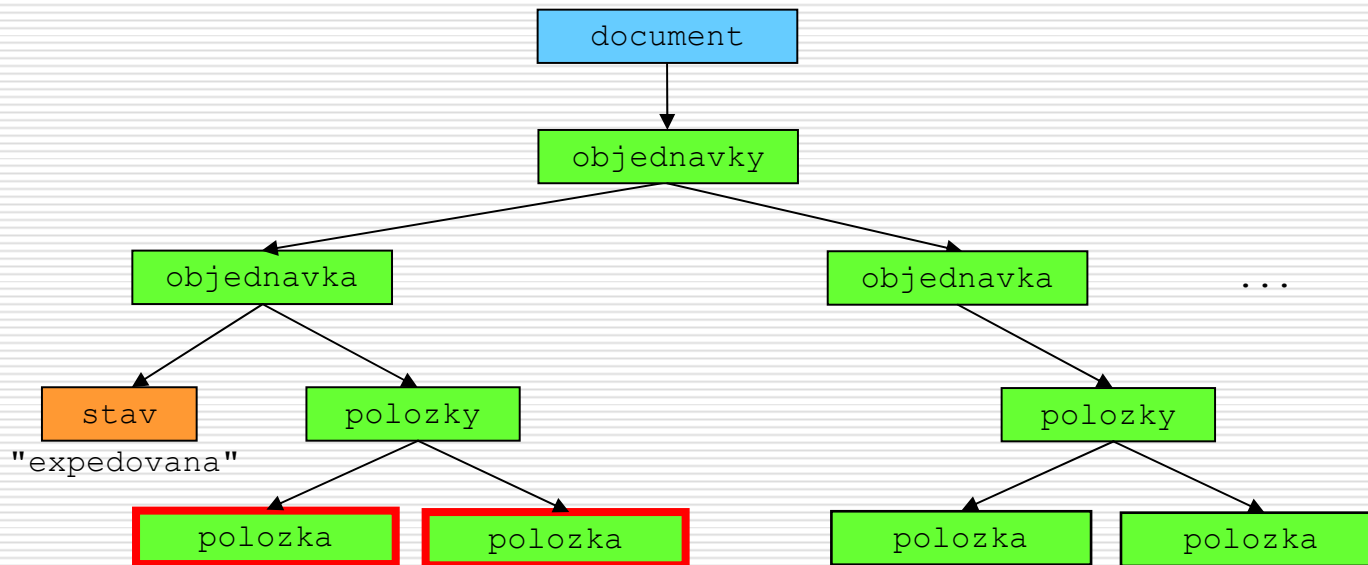 document
objednavky
objednavka
objednavka
...
stav
polozky
polozky
"expedovana"
polozka
polozka
polozka
polozka